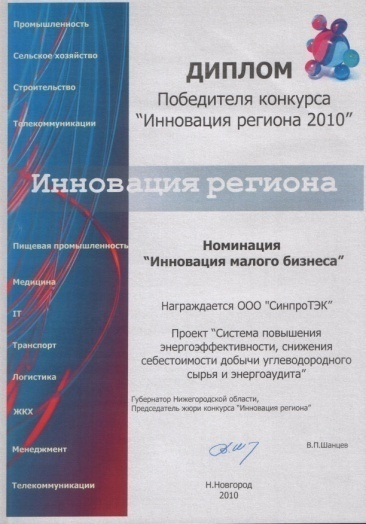 Промышленность
Сельское хозяйство
Строительство
Телекоммуникации
ДИПЛОМ
Победителя конкурса
“Инновация региона 2010”
Инновация региона
Пищевая промышленность
Медицина
IT
Транспорт
Логистика
ЖКХ
Менеджмент
Телекоммуникации
Номинация
“Инновация малого бизнеса”
Награждается ООО "СинпроТЭК”
Проект “Система повышения
энергоэффективности, снижения
себестоимости добычи углеводородного
сырья и энергоаудита”
Губернатор Нижегородской области,
Председатель жюри конкурса “Инновация региона”
В.П.Шанцев
Н.Новгород
2010